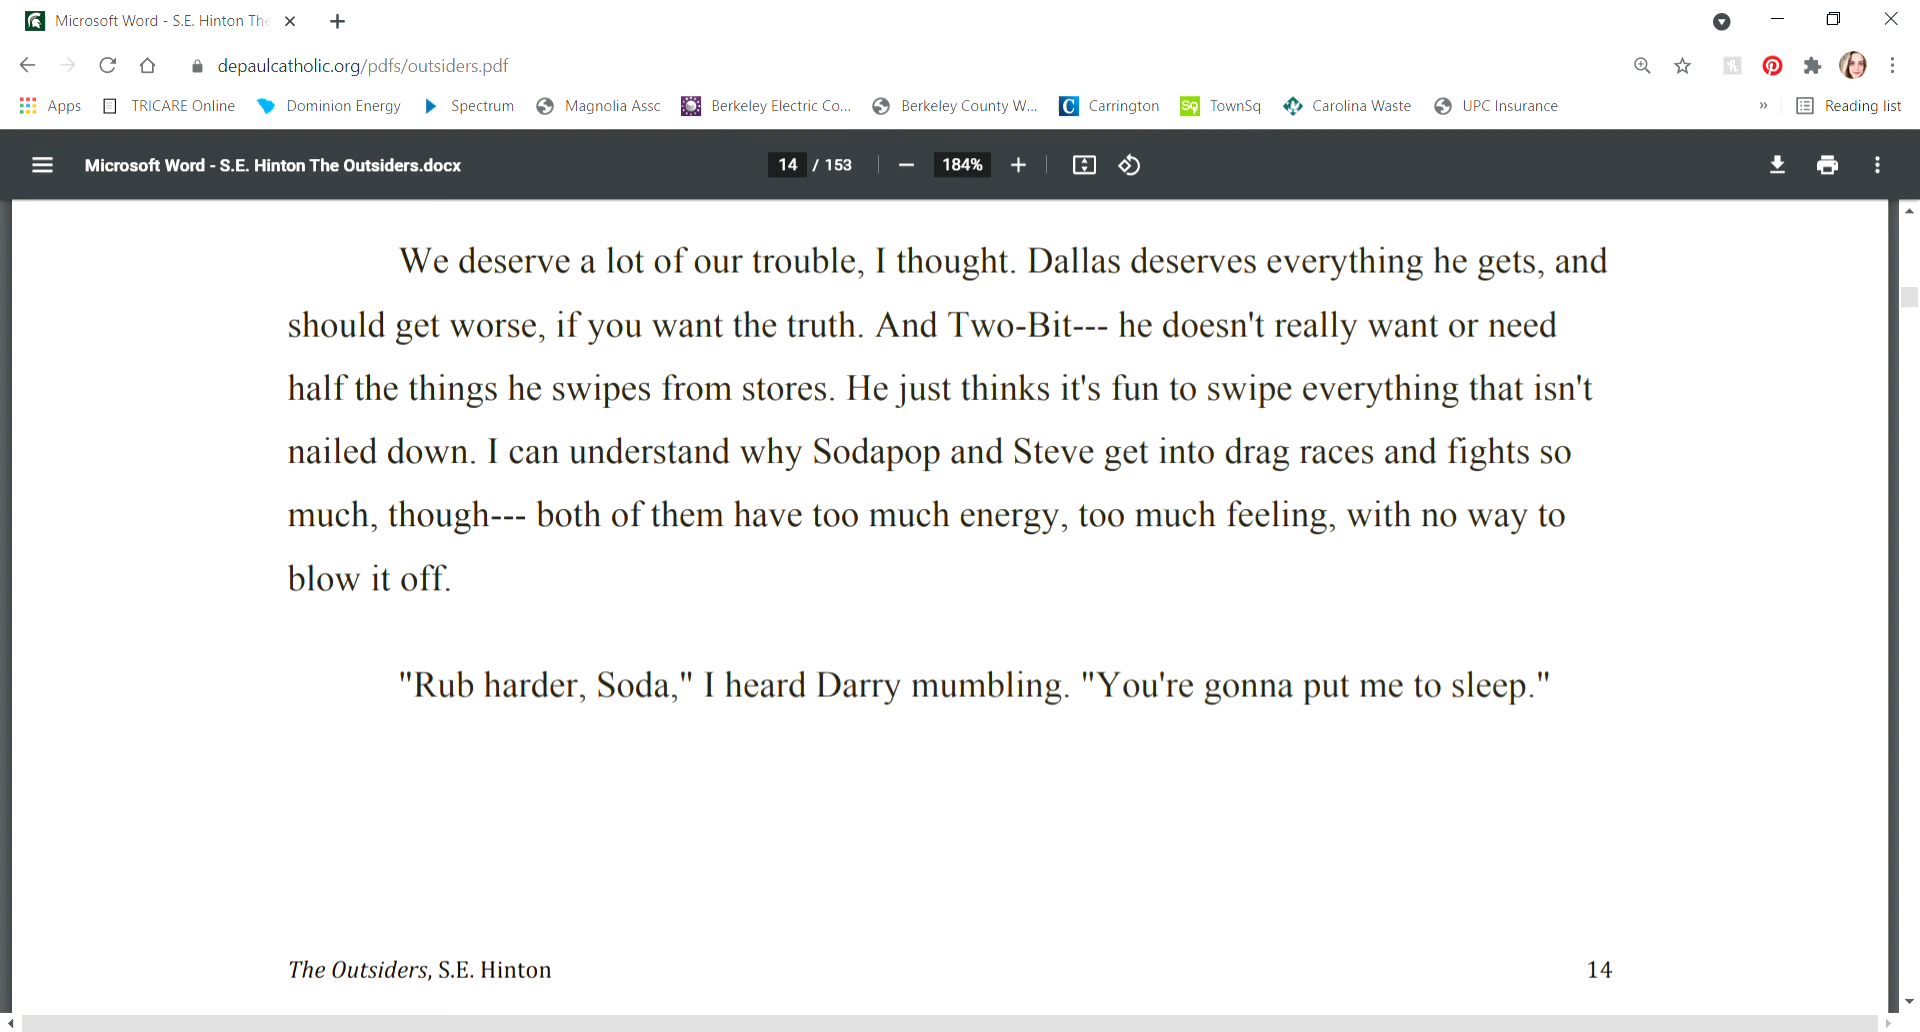 Microsoft Word - S.E. Hinton The
depaulcatholic.org/pdfs/outsiders.pdf
Apps TRICARE Online Dominion Energy Spectrum Magnolia Assc Berkeley Electric Co... Berkeley County W... C Carrington Sq TownSq Carolina Waste UPC Insurance » Reading list
Microsoft Word - S.E. Hinton The Outsiders.docx 14 / 153 184%
We deserve a lot of our trouble, I thought. Dallas deserves everything he gets, and
should get worse, if you want the truth. And Two-Bit--- he doesn't really want or need
half the things he swipes from stores. He just thinks it's fun to swipe everything that isn't
nailed down. I can understand why Sodapop and Steve get into drag races and fights so
much, though--- both of them have too much energy, too much feeling, with no way to
blow it off.
"Rub harder, Soda," I heard Darry mumbling. "You're gonna put me to sleep."
The Outsiders, S.E. Hinton 14